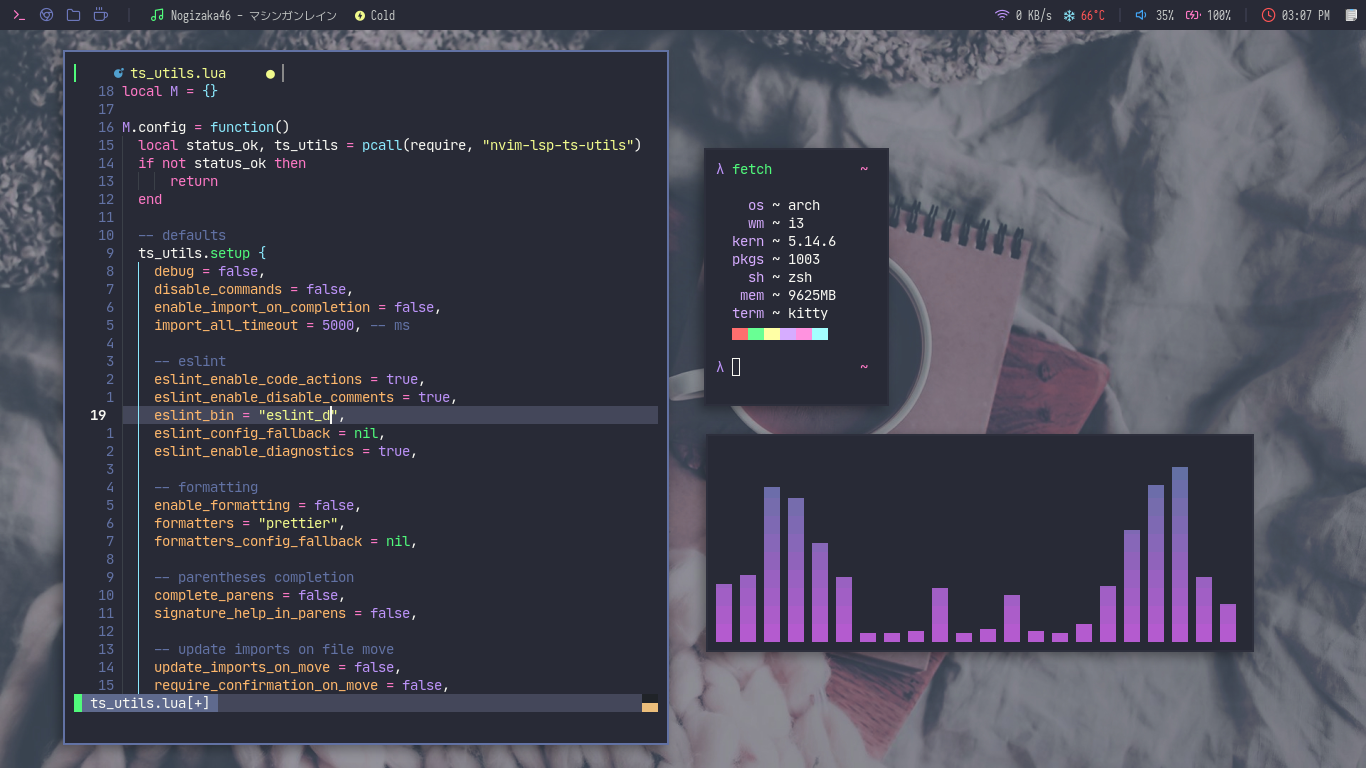 Nogizaka46 - マシンガンレイン Cold 0 KB/s 66°C 35% 100% 03:07 PM
ts_utils.lua
18 local M = {}
17
16 M.config = function()
15 local status_ok, ts_utils = pcall(require, "nvim-lsp-ts-utils")
14 if not status_ok then
13 return
12 end
11
10 -- defaults
9 ts_utils.setup {
8 debug = false,
7 disable_commands = false,
6 enable_import_on_completion = false,
5 import_all_timeout = 5000, -- ms
4
3 -- eslint
2 eslint_enable_code_actions = true,
1 eslint_enable_disable_comments = true,
19 eslint_bin = "eslint_d",
1 eslint_config_fallback = nil,
2 eslint_enable_diagnostics = true,
3
4 -- formatting
5 enable_formatting = false,
6 formatters = "prettier",
7 formatters_config_fallback = nil,
8
9 -- parentheses completion
10 complete_parens = false,
11 signature_help_in_parens = false,
12
13 -- update imports on file move
14 update_imports_on_move = false,
15 require_confirmation_on_move = false,
ts_utils.lua[+]
λ fetch ~
os ~ arch
wm ~ i3
kern ~ 5.14.6
pkgs ~ 1003
sh ~ zsh
mem ~ 9625MB
term ~ kitty
λ ~